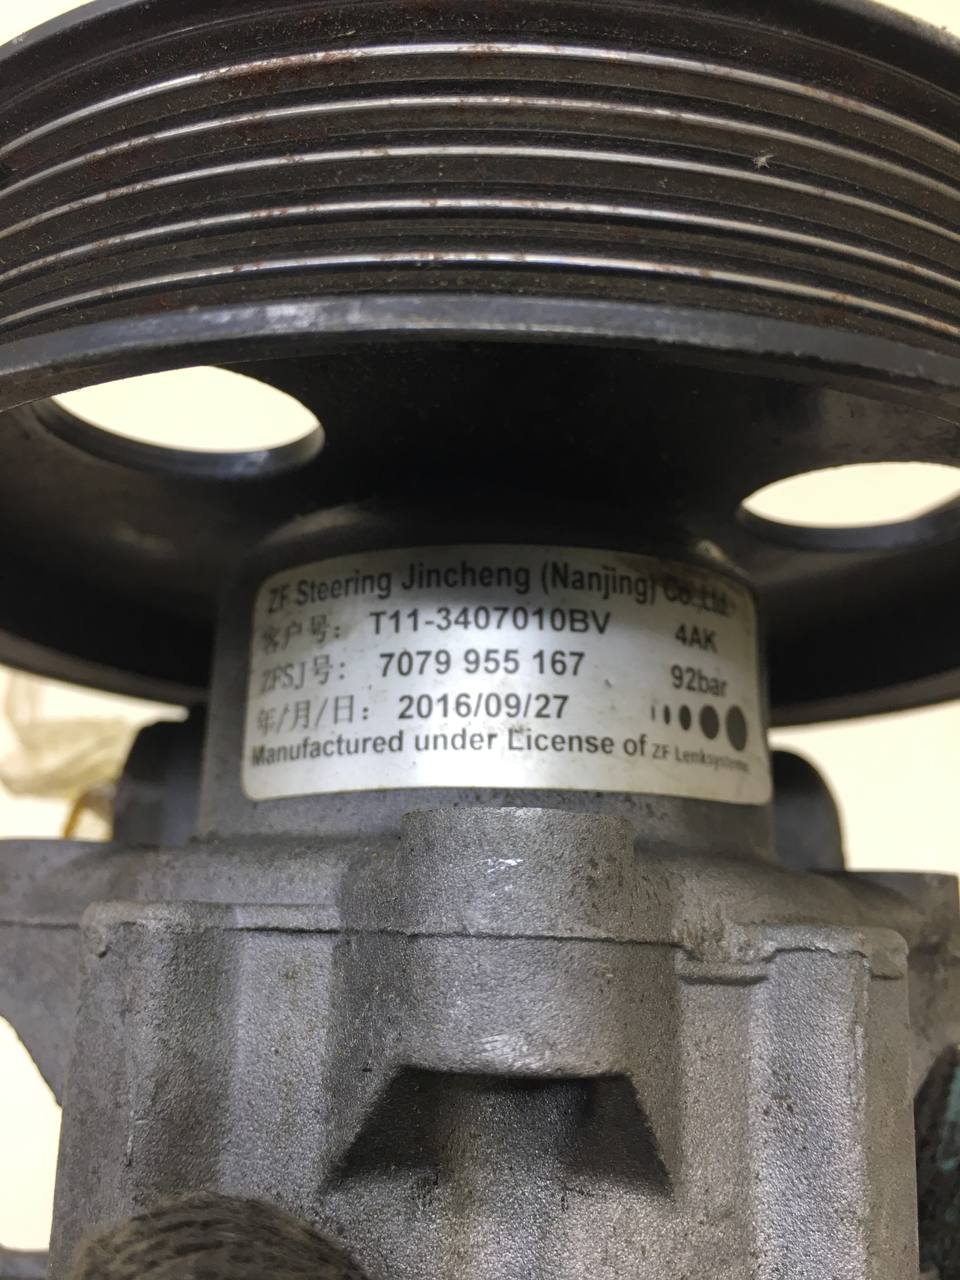 ZF Steering Jincheng (Nanjing) Co.,Ltd.
客户号： T11-3407010BV 4AK
ZFSJ号： 7079 955 167 92bar
年/月/日： 2016/09/27
Manufactured under License of ZF Lenksysteme